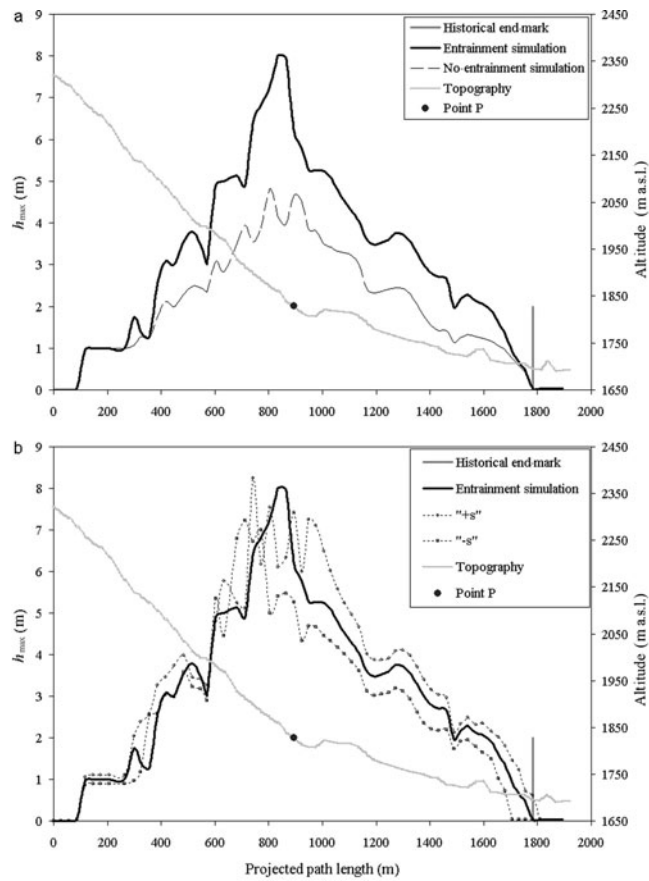 a
9
8
7
6
5
4
3
2
1
0
h max (m)
2450
2350
2250
2150
2050
1950
1850
1750
1650
Altitude (m a.s.l.)
Historical end-mark
Entrainment simulation
No-entrainment simulation
Topography
Point P
0 200 400 600 800 1000 1200 1400 1600 1800 2000
b
9
8
7
6
5
4
3
2
1
0
h max (m)
2450
2350
2250
2150
2050
1950
1850
1750
1650
Altitude (m a.s.l.)
Historical end-mark
Entrainment simulation
"+s"
"-s"
Topography
Point P
0 200 400 600 800 1000 1200 1400 1600 1800 2000
Projected path length (m)